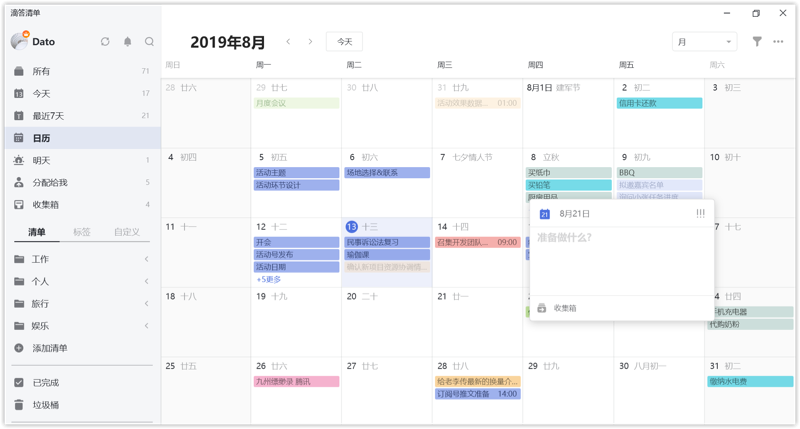 滴答清单
Dato
2019年8月
今天
月
所有 71
今天 17
最近7天 21
日历
明天 1
分配给我 5
收集箱 4
清单 标签 自定义
工作
个人
旅行
娱乐
添加清单
已完成
垃圾桶
周日 周一 周二 周三 周四 周五 周六
28 廿六 29 廿七 30 廿八 31 廿九 8月1日 建军节 2 初二 3 初三
月度会议
活动效果数据... 01:00
信用卡还款
4 初四 5 初五 6 初六 7 七夕情人节 8 立秋 9 初九 10 初十
活动主题
活动环节设计
场地选择&联系
买纸巾
买铅笔
厨房用品
BBQ
拟邀嘉宾名单
11 十一 12 十二 13 十三 14 十四 17 十七
开会
活动号发布
活动日期
+5更多
民事诉讼法复习
瑜伽课
确认新项目资源协调情...
召集开发团队... 09:00
8月21日
准备做什么?
收集箱
18 十八 19 十九 20 二十 21 廿一 廿四
手机充电器
代购奶粉
25 廿五 26 廿六 27 廿七 28 廿八 29 廿九 30 八月初一 31 初二
九州缥缈录 腾讯
给老李传最新的换量介...
订阅号推文准备 14:00
缴纳水电费